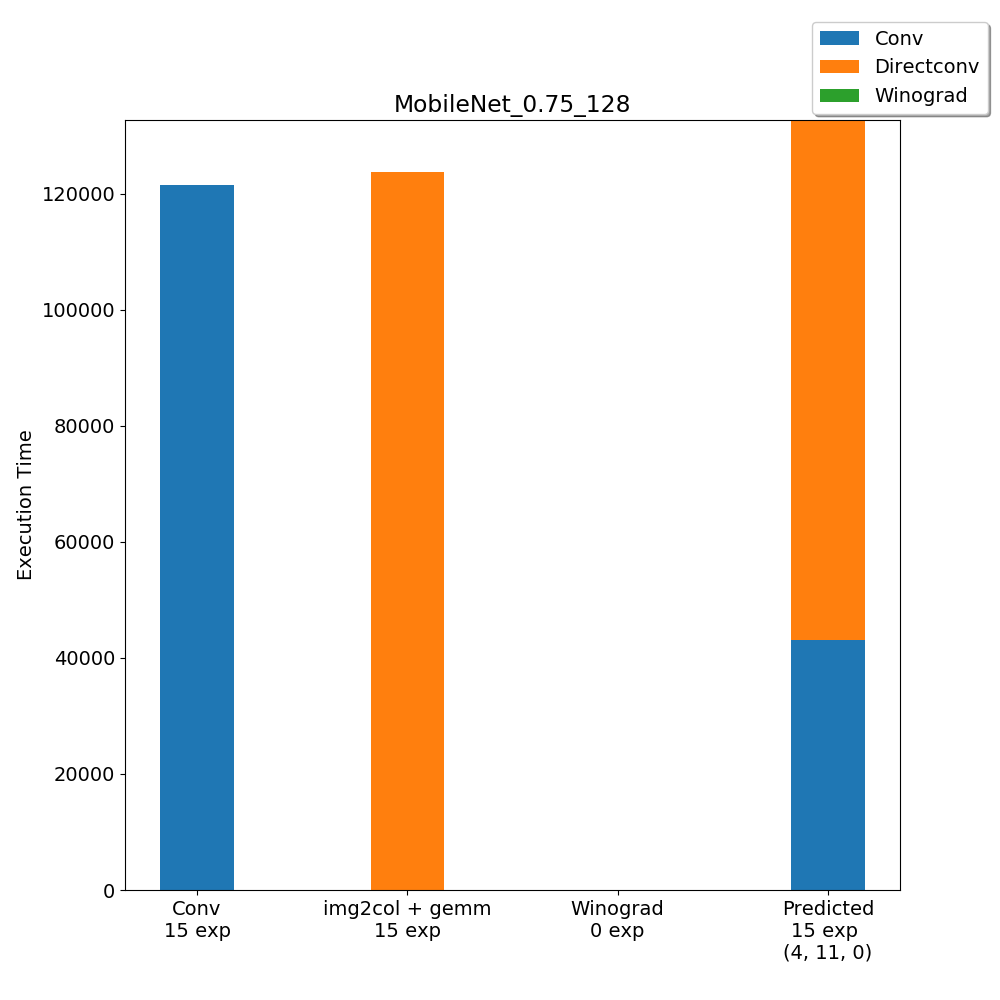 Conv
Directconv
Winograd
MobileNet_0.75_128
120000
100000
80000
60000
40000
20000
0
Execution Time
Conv
15 exp
img2col + gemm
15 exp
Winograd
0 exp
Predicted
15 exp
(4, 11, 0)